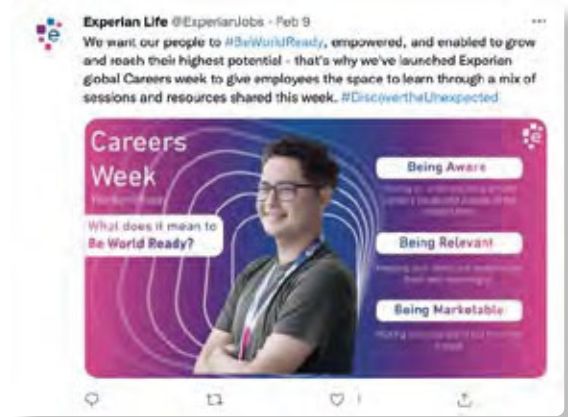 Experian Life @ExperianJobs · Feb 9
We want our people to #BeWorldReady, empowered, and enabled to grow
and reach their highest potential - that's why we've launched Experian
global Careers week to give employees the space to learn through a mix of
sessions and resources shared this week. #DiscovertheUnexpected
Careers
Week
What does it mean to
Be World Ready?
Being Aware
Being Relevant
Being Marketable
1